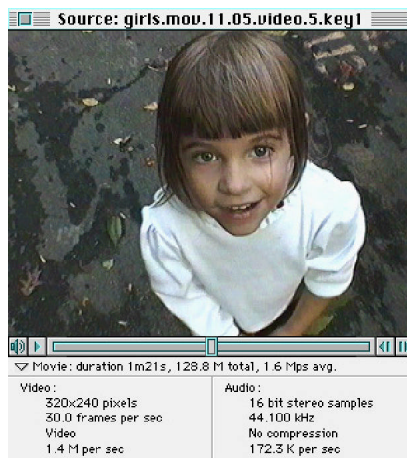 Source: girls.mov.11.05.video.5.key1
Movie: duration 1m21s, 128.8 M total, 1.6 Mps avg.
Video:
320x240 pixels
30.0 frames per sec
Video
1.4 M per sec
Audio:
16 bit stereo samples
44.100 kHz
No compression
172.3 K per sec